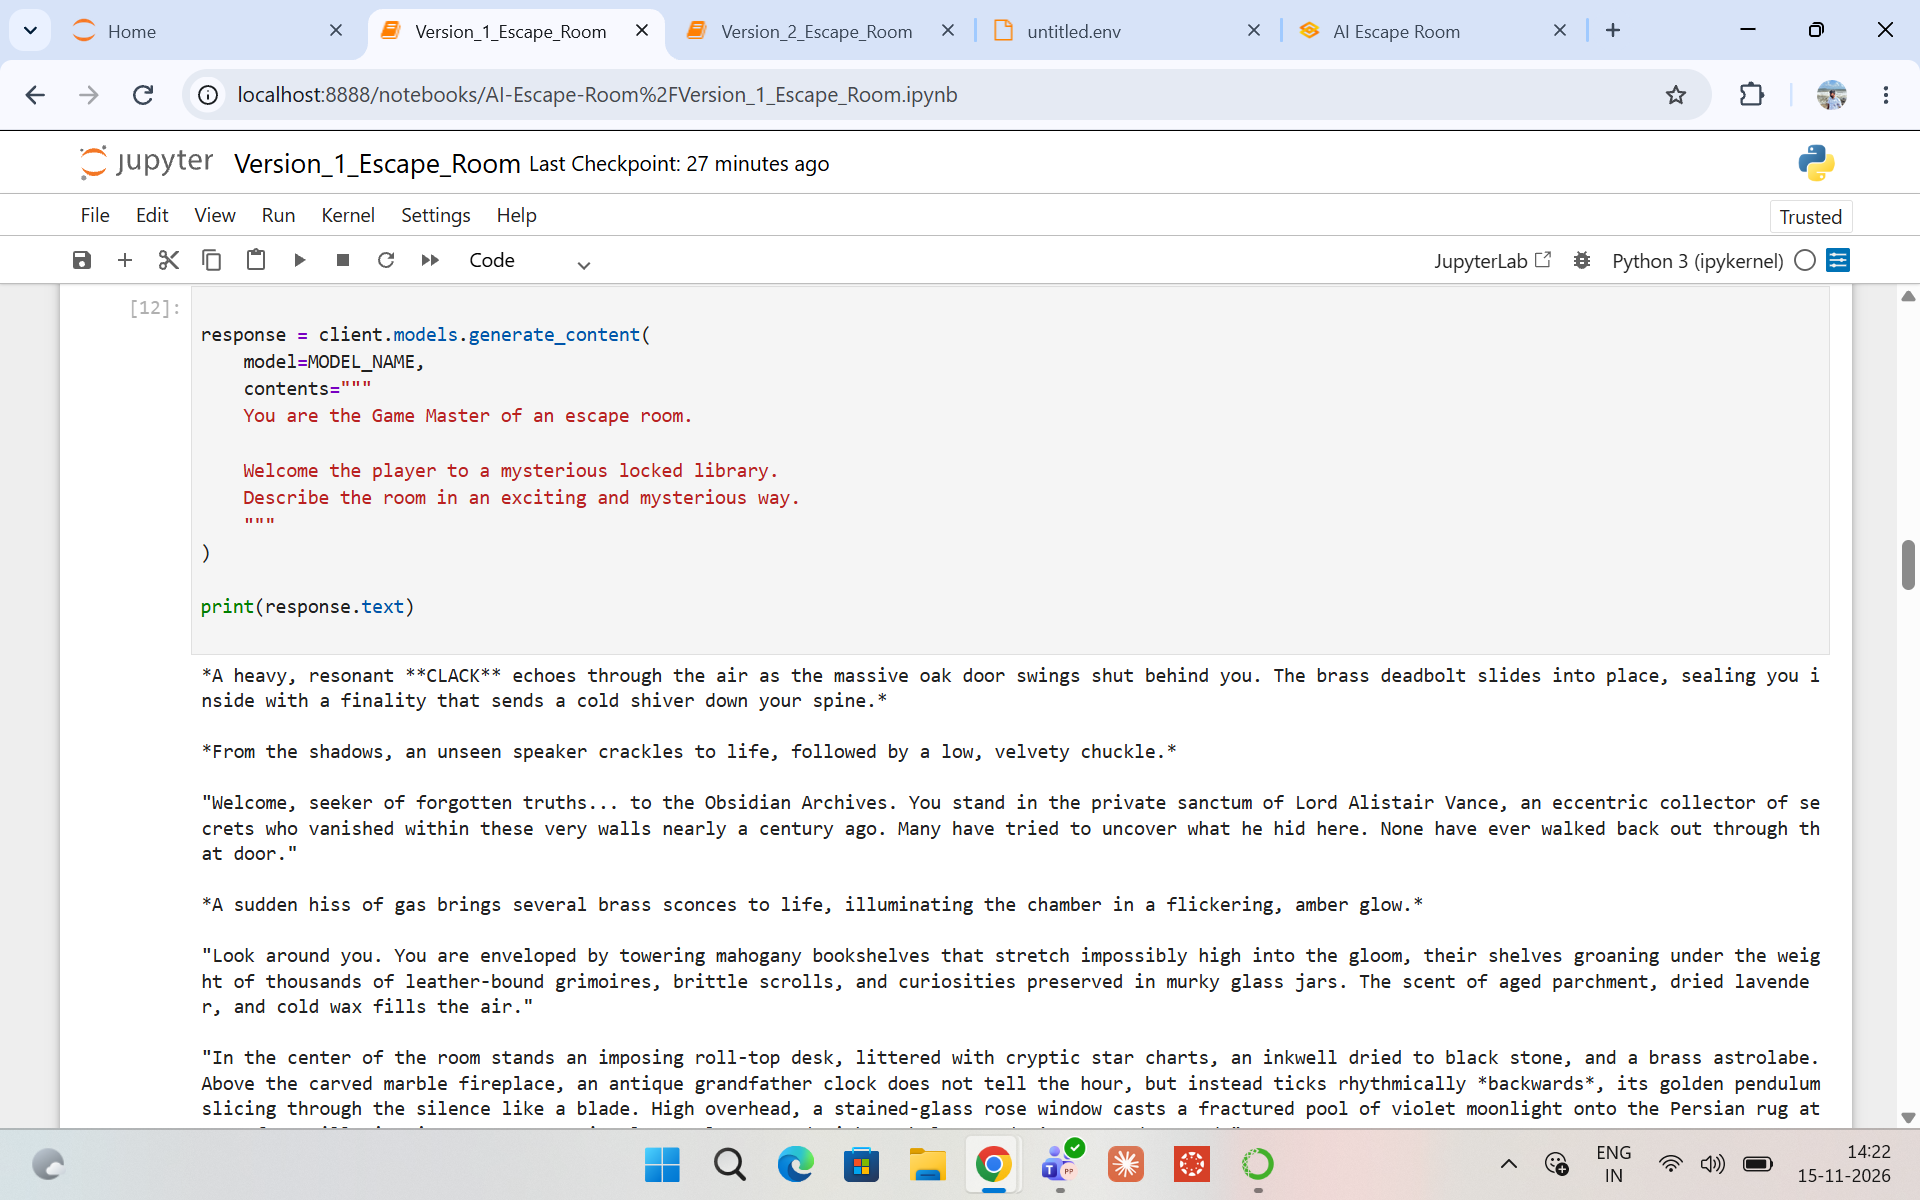 Home
Version_1_Escape_Room
Version_2_Escape_Room
untitled.env
AI Escape Room
localhost:8888/notebooks/AI-Escape-Room%2FVersion_1_Escape_Room.ipynb
jupyter Version_1_Escape_Room Last Checkpoint: 27 minutes ago
File Edit View Run Kernel Settings Help
Trusted
Code
JupyterLab
Python 3 (ipykernel)
[12]:
response = client.models.generate_content(
    model=MODEL_NAME,
    contents="""
    You are the Game Master of an escape room.
    Welcome the player to a mysterious locked library.
    Describe the room in an exciting and mysterious way.
    """
)
print(response.text)
*A heavy, resonant **CLACK** echoes through the air as the massive oak door swings shut behind you. The brass deadbolt slides into place, sealing you i
nside with a finality that sends a cold shiver down your spine.*
*From the shadows, an unseen speaker crackles to life, followed by a low, velvety chuckle.*
"Welcome, seeker of forgotten truths... to the Obsidian Archives. You stand in the private sanctum of Lord Alistair Vance, an eccentric collector of se
crets who vanished within these very walls nearly a century ago. Many have tried to uncover what he hid here. None have ever walked back out through th
at door."
*A sudden hiss of gas brings several brass sconces to life, illuminating the chamber in a flickering, amber glow.*
"Look around you. You are enveloped by towering mahogany bookshelves that stretch impossibly high into the gloom, their shelves groaning under the weig
ht of thousands of leather-bound grimoires, brittle scrolls, and curiosities preserved in murky glass jars. The scent of aged parchment, dried lavende
r, and cold wax fills the air."
"In the center of the room stands an imposing roll-top desk, littered with cryptic star charts, an inkwell dried to black stone, and a brass astrolabe.
Above the carved marble fireplace, an antique grandfather clock does not tell the hour, but instead ticks rhythmically *backwards*, its golden pendulum
slicing through the silence like a blade. High overhead, a stained-glass rose window casts a fractured pool of violet moonlight onto the Persian rug at
ENG
IN
14:22
15-11-2026